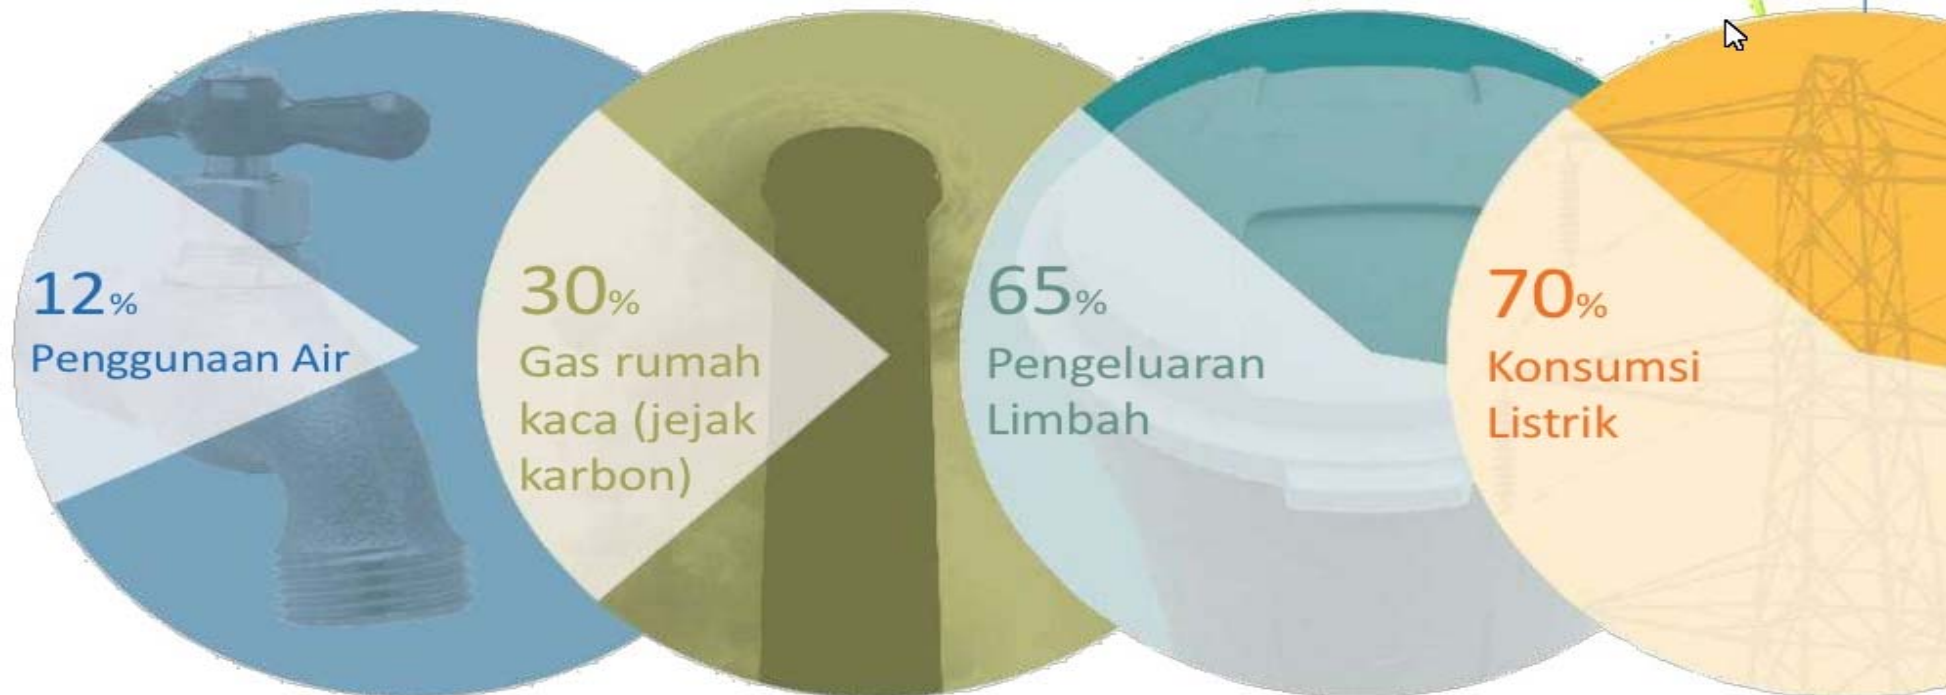 12%
Penggunaan Air
30%
Gas rumah
kaca (jejak
karbon)
65%
Pengeluaran
Limbah
70%
Konsumsi
Listrik